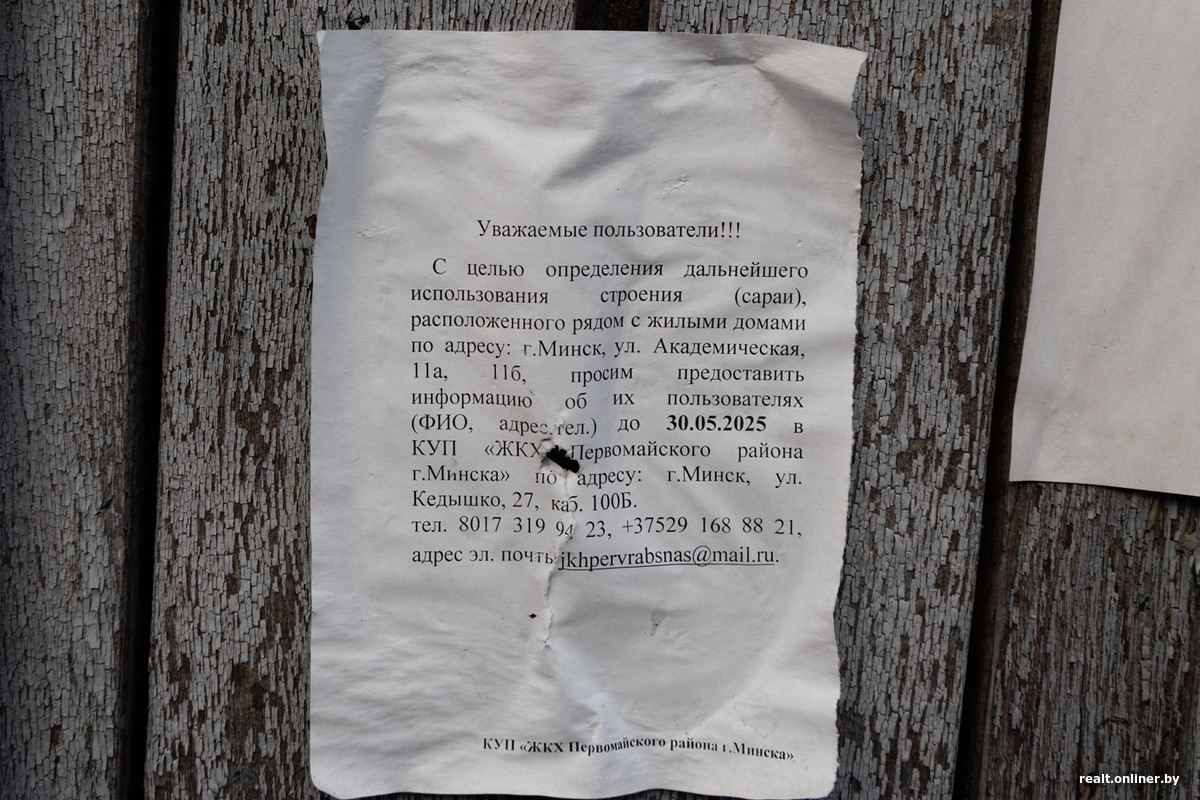 Уважаемые пользователи!!!
С целью определения дальнейшего
использования строения (сараи),
расположенного рядом с жилыми домами
по адресу: г.Минск, ул. Академическая,
11а, 11б, просим предоставить
информацию об их пользователях
(ФИО, адрес, тел.) до 30.05.2025 в
КУП «ЖКХ Первомайского района
г.Минска» по адресу: г.Минск, ул.
Кедышко, 27, каб. 100Б.
тел. 8017 319 94 23, +37529 168 88 21,
адрес эл. почты jkhpervrabsnas@mail.ru.
КУП «ЖКХ Первомайского района г.Минска»
realt.onliner.by